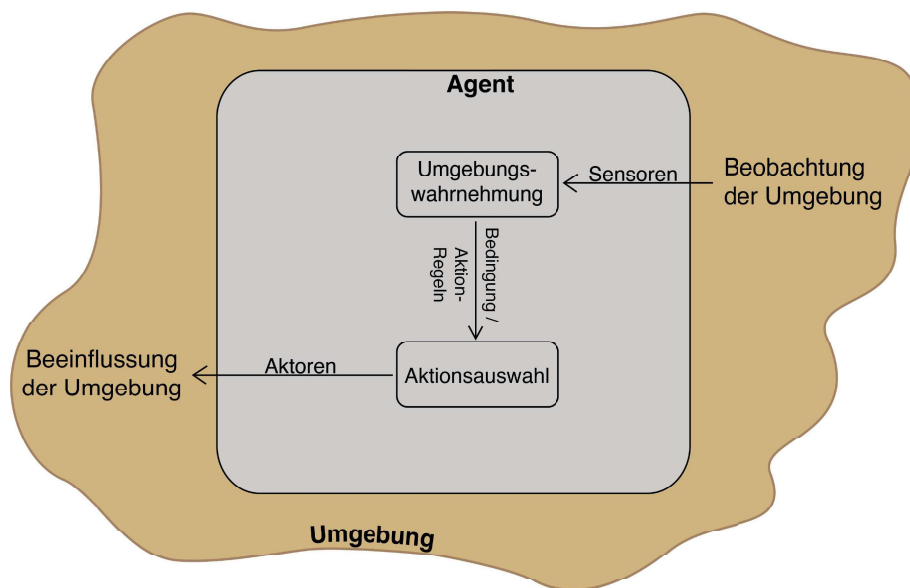 Agent
Umgebungs-
wahrnehmung
Sensoren
Beobachtung
der Umgebung
Bedingung /
Aktion-
Regeln
Beeinflussung
der Umgebung
Aktoren
Aktionsauswahl
Umgebung